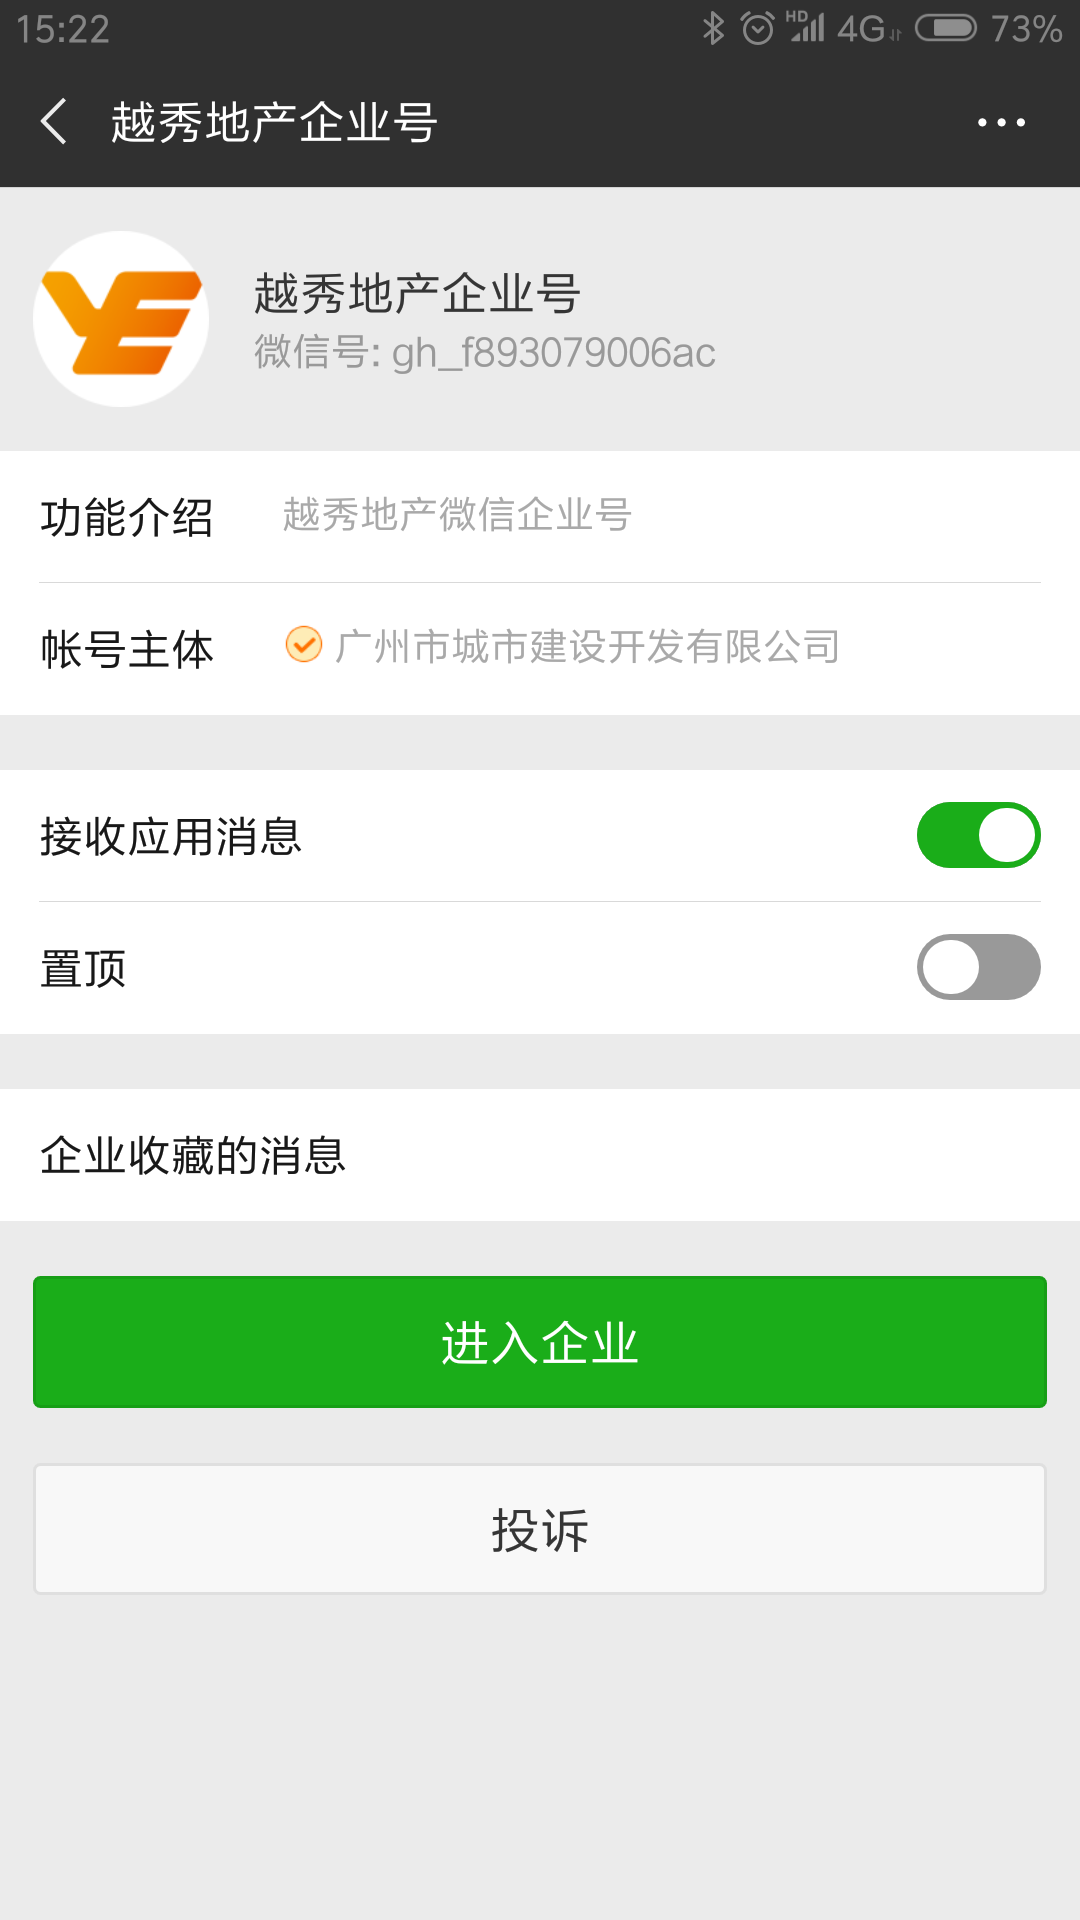 15:22
HD 4G 73%
越秀地产企业号
YE
越秀地产企业号
微信号: gh_f893079006ac
功能介绍 越秀地产微信企业号
帐号主体 广州市城市建设开发有限公司
接收应用消息
置顶
企业收藏的消息
进入企业
投诉